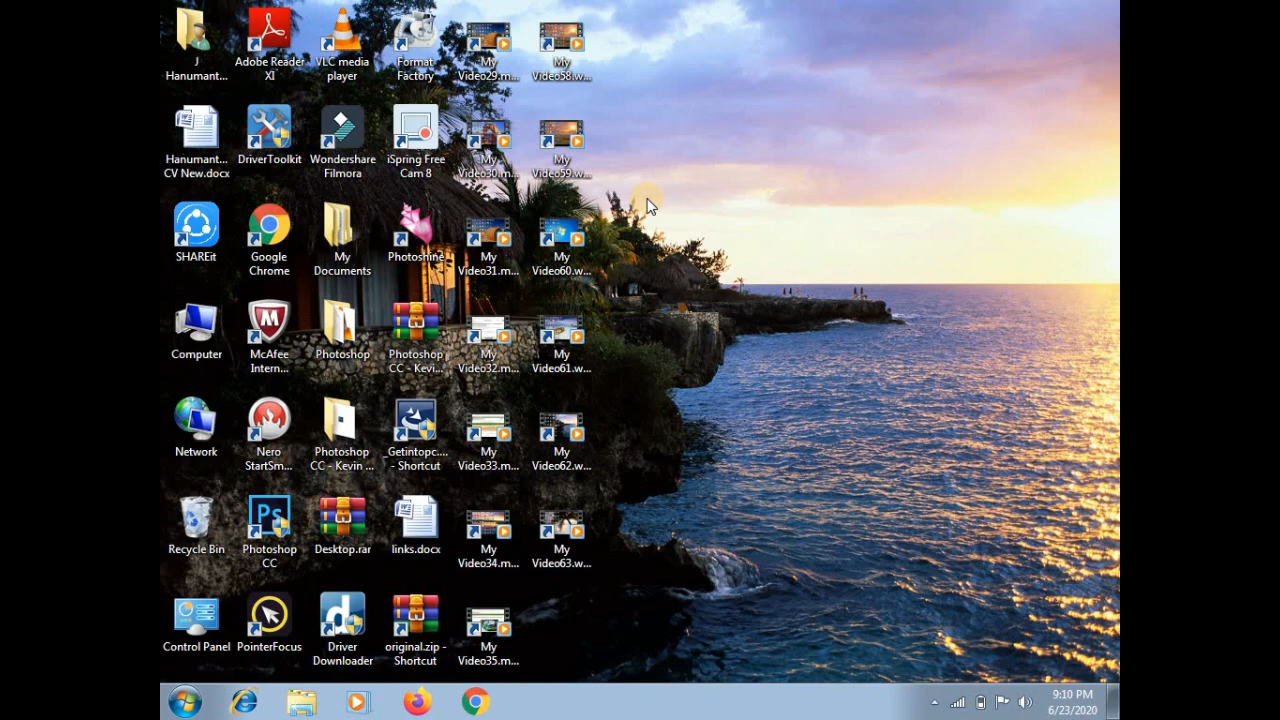 J
Hanumant...
Adobe Reader
XI
VLC media
player
Format
Factory
My
Video29.m...
My
Video58.w...
Hanumant...
CV New.docx
DriverToolkit
Wondershare
Filmora
iSpring Free
Cam 8
My
Video30.m...
My
Video59.w...
SHAREit
Google
Chrome
My
Documents
Photoshine
My
Video31.m...
My
Video60.w...
Computer
McAfee
Intern...
Photoshop
Photoshop
CC - Kevi...
My
Video32.m...
My
Video61.w...
Network
Nero
StartSm...
Photoshop
CC - Kevin ...
_Getintopc....
- Shortcut
My
Video33.m...
My
Video62.w...
Recycle Bin
Ps
Photoshop
CC
Desktop.rar
links.docx
My
Video34.m...
My
Video63.w...
Control Panel
PointerFocus
Driver
Downloader
original.zip -
Shortcut
My
Video35.m...
9:10 PM
6/23/2020